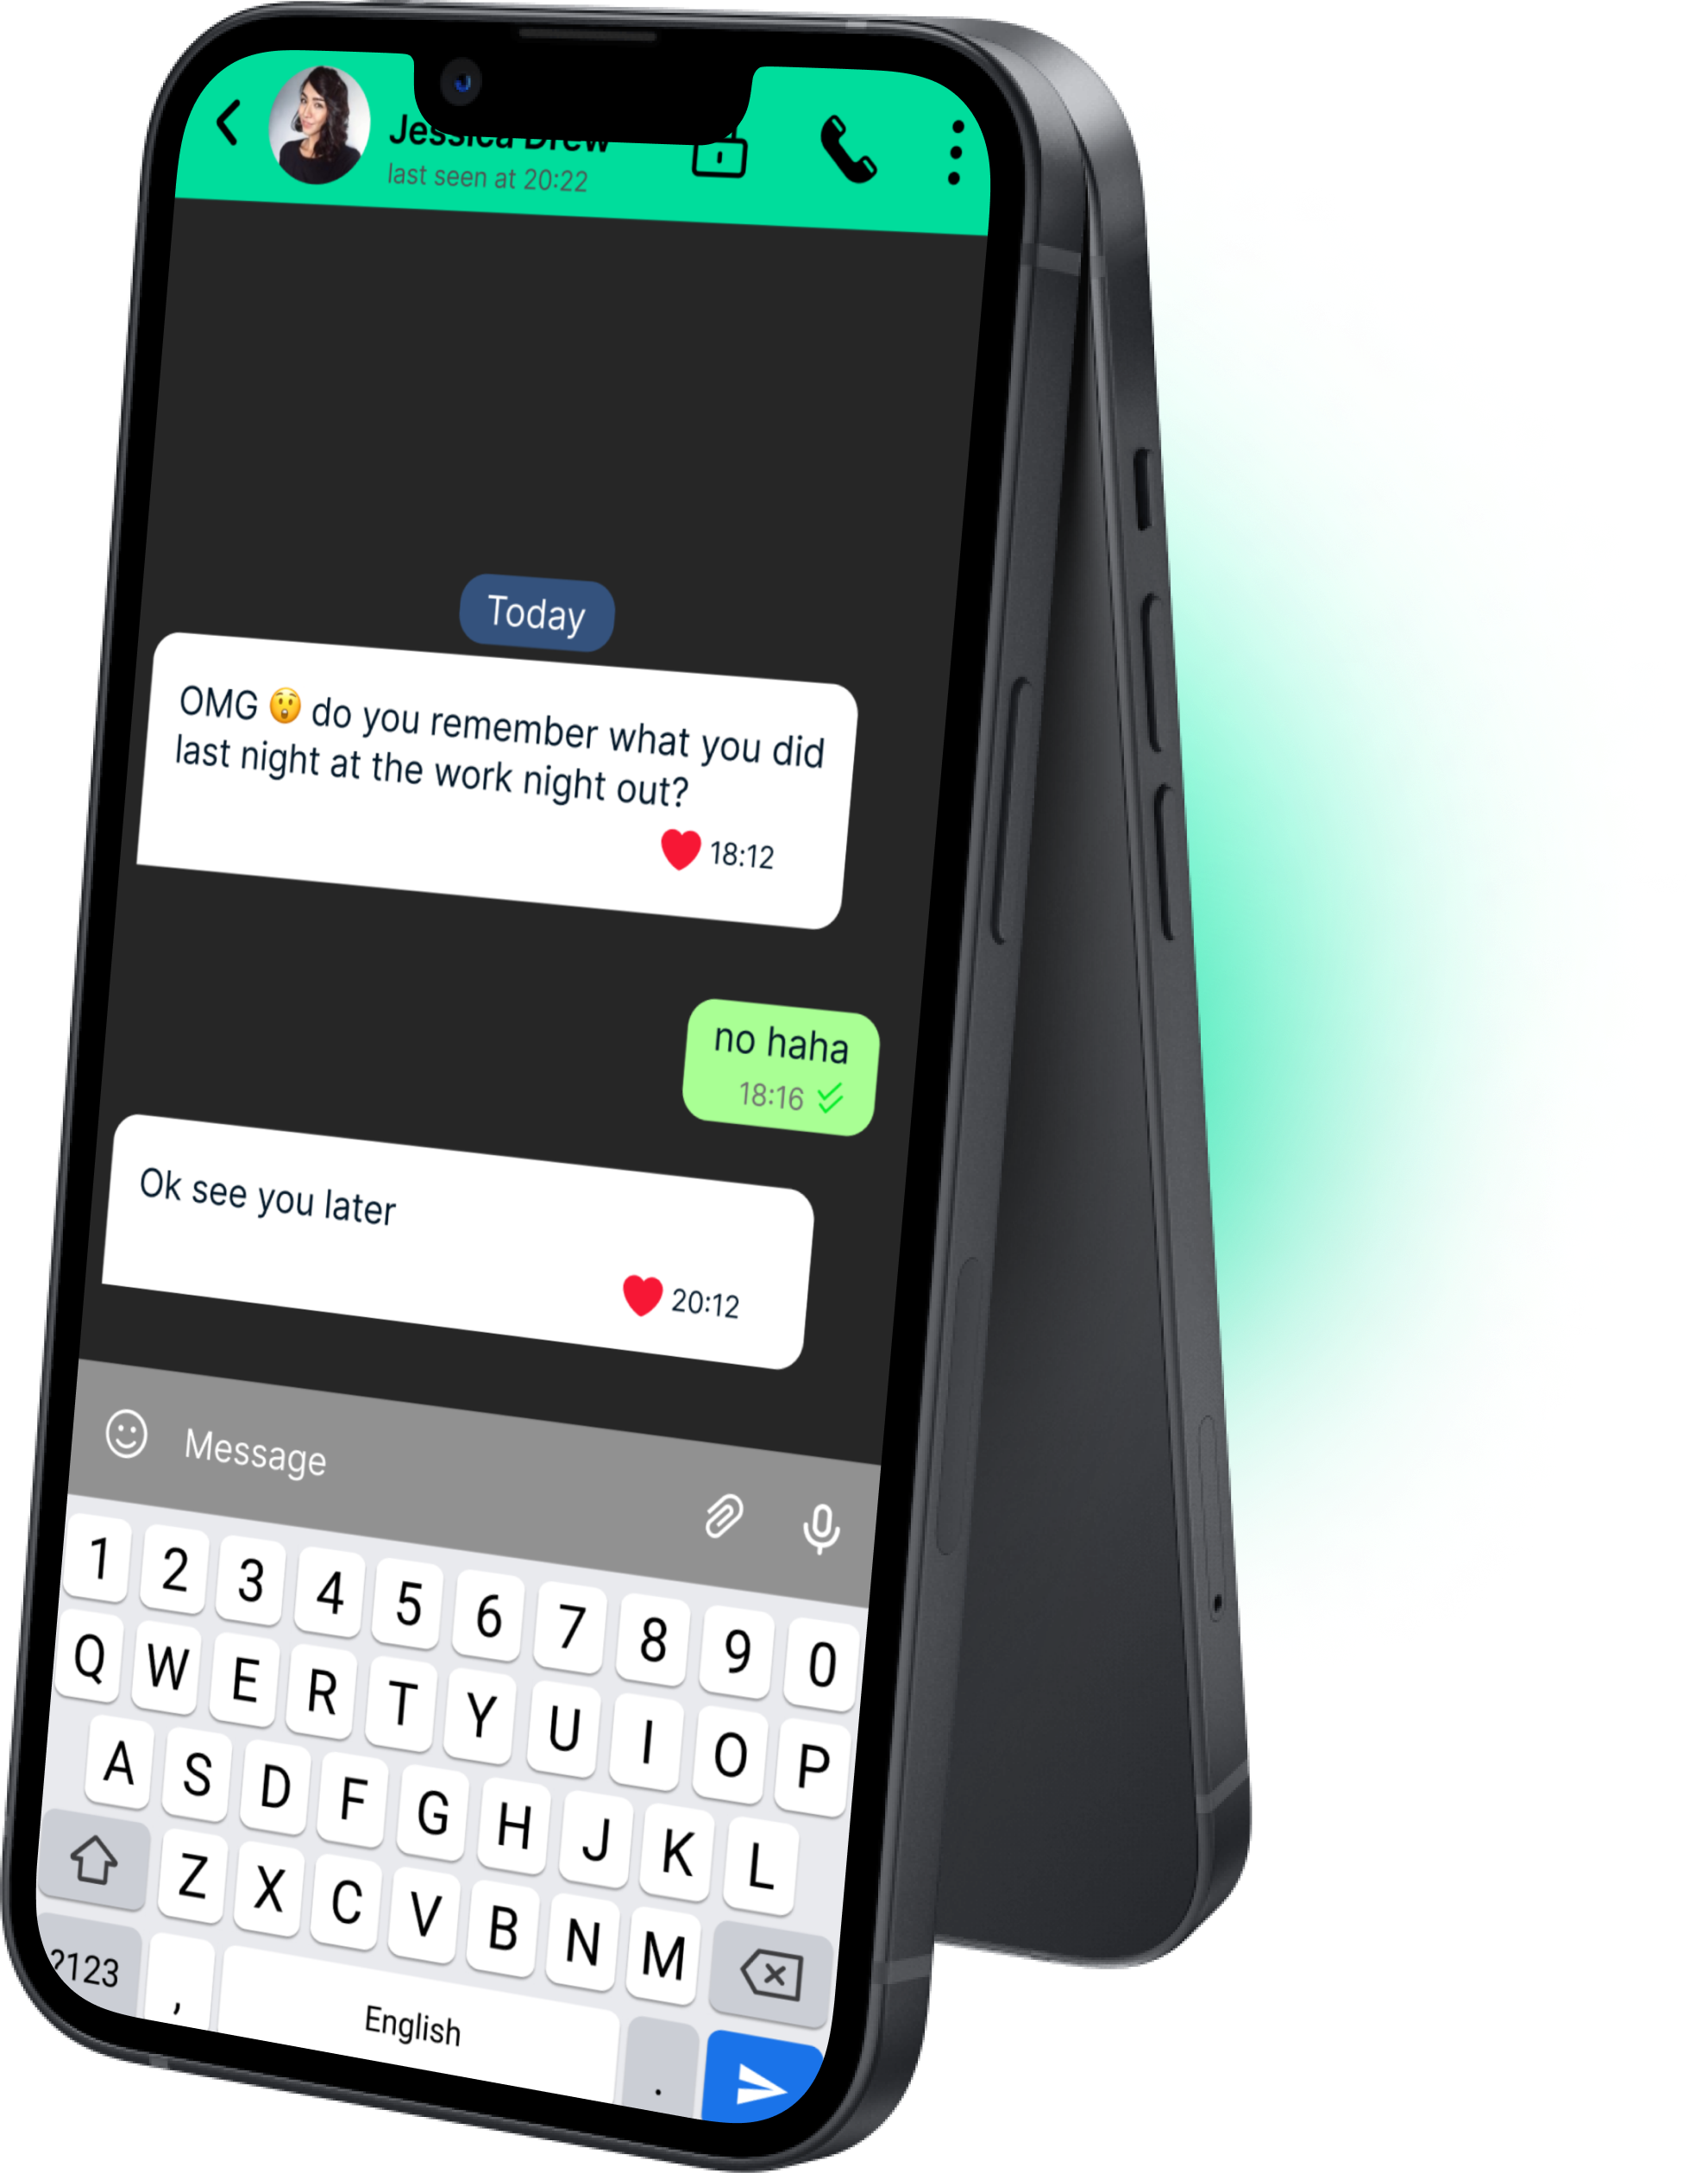 Jessica Drew
last seen at 20:22
Today
OMG 😲 do you remember what you did
last night at the work night out?
❤️ 18:12
no haha
18:16
Ok see you later
❤️ 20:12
Message
1 2 3 4 5 6 7 8 9 0
Q W E R T Y U I O P
A S D F G H J K L
Z X C V B N M
?123 , English .